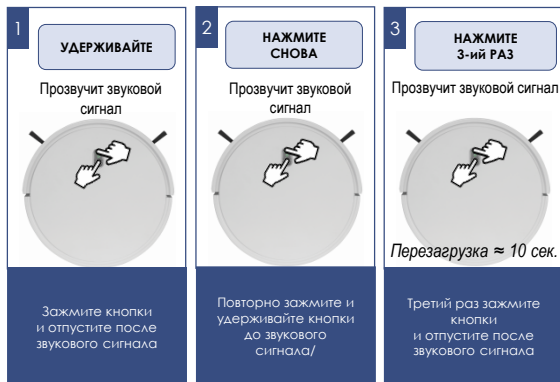 1
УДЕРЖИВАЙТЕ
Прозвучит звуковой
сигнал
Зажмите кнопки
и отпустите после
звукового сигнала
2
НАЖМИТЕ
СНОВА
Прозвучит звуковой
сигнал
Повторно зажмите и
удерживайте кнопки
до звукового
сигнала/
3
НАЖМИТЕ
3-ий РАЗ
Прозвучит звуковой сигнал
Перезагрузка ≈ 10 сек.
Третий раз зажмите
кнопки
и отпустите после
звукового сигнала